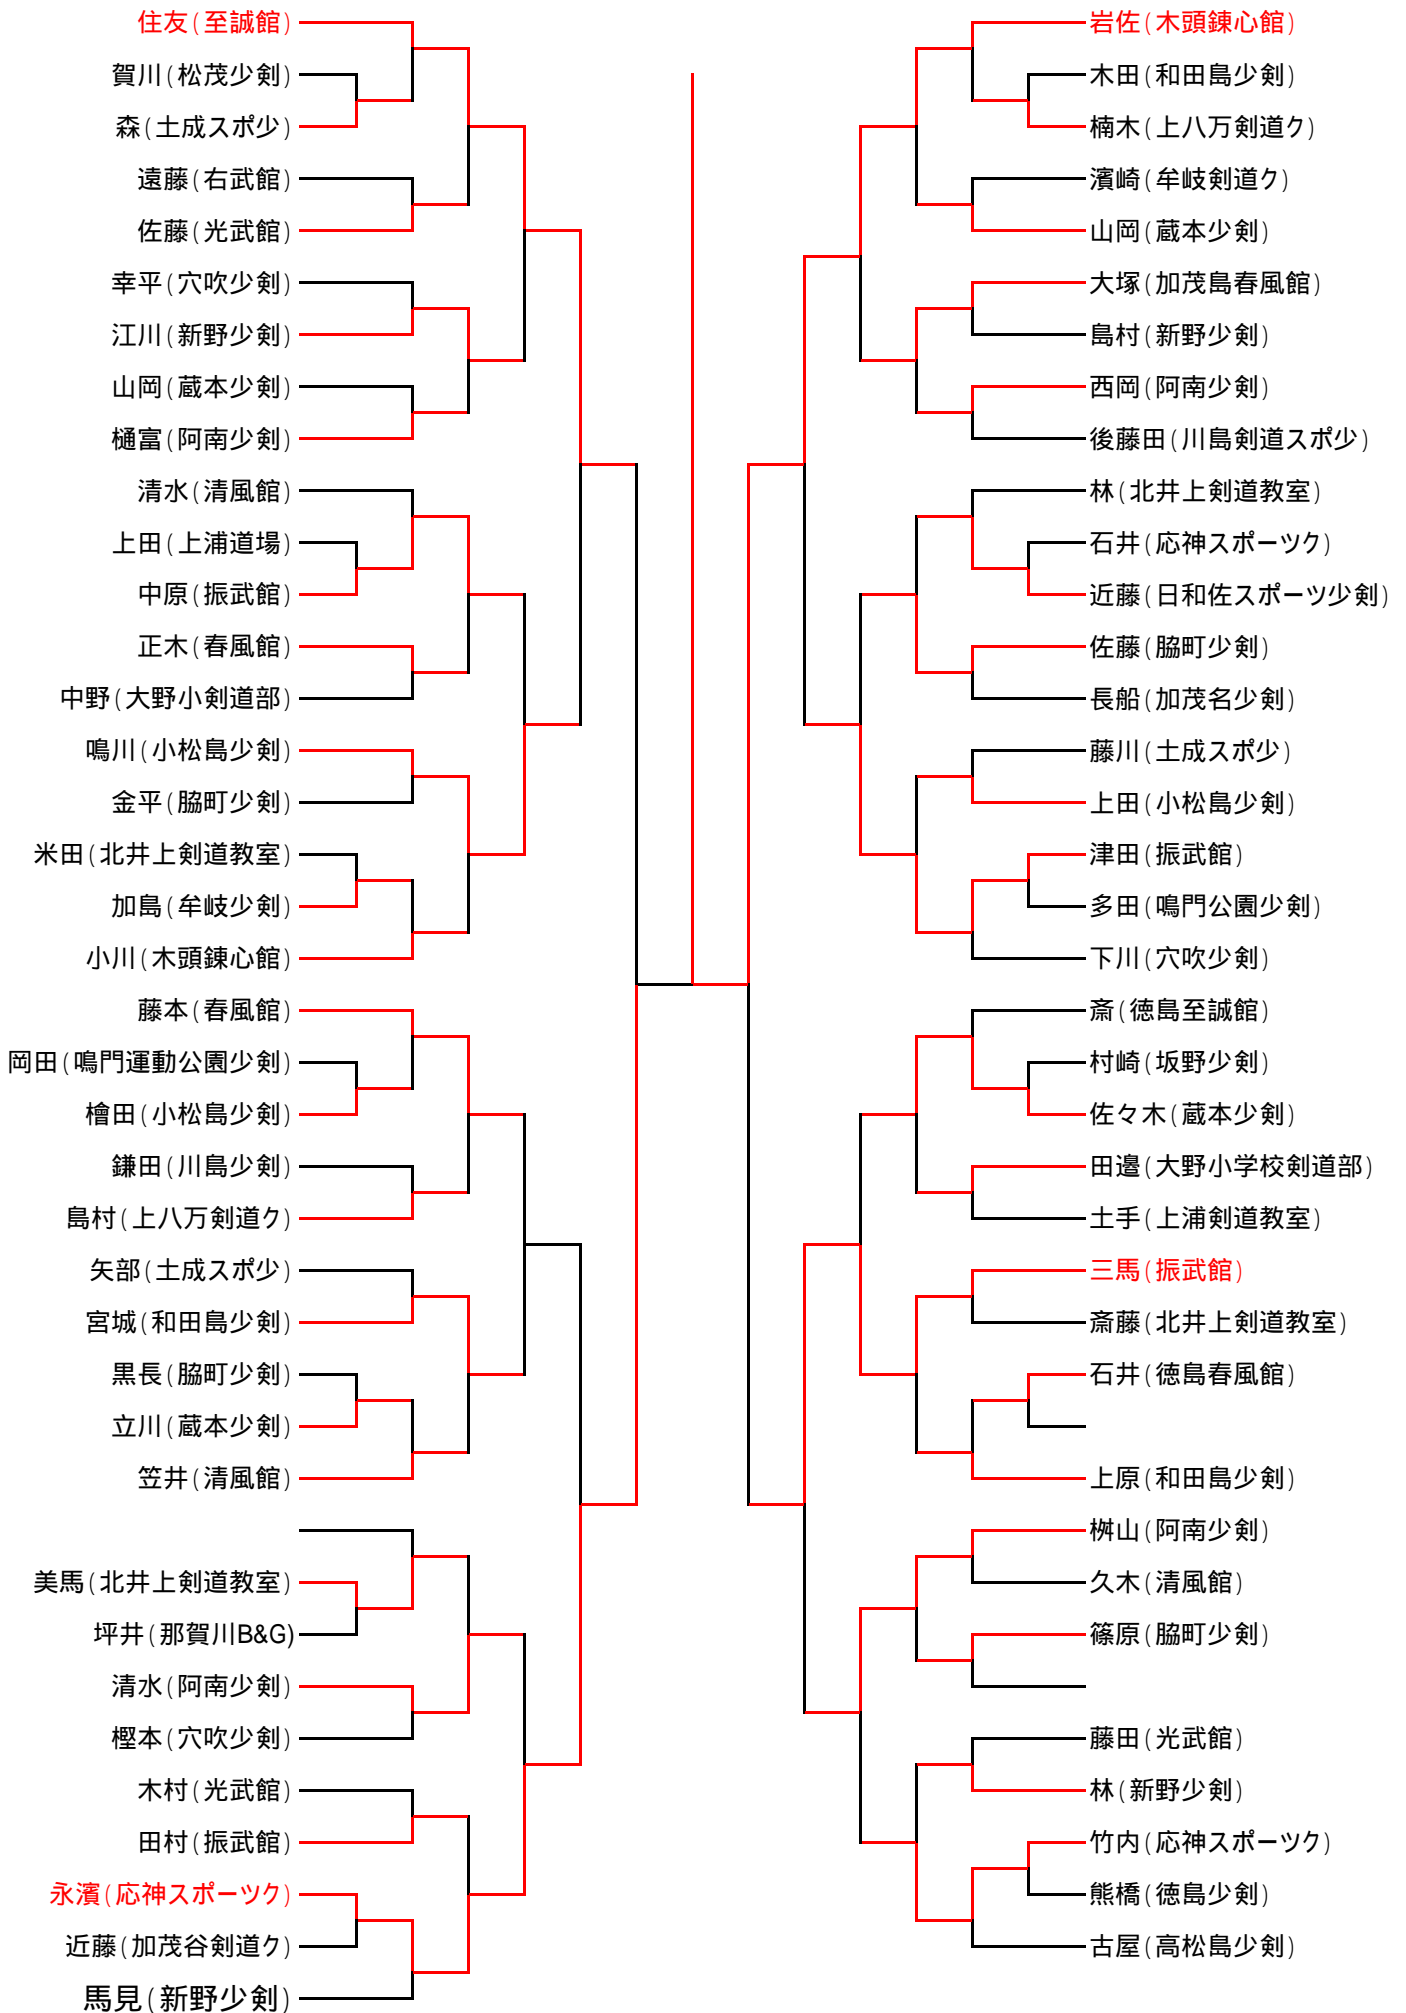 住友(至誠館)
賀川(松茂少剣)
森(土成スポ少)
遠藤(右武館)
佐藤(光武館)
幸平(穴吹少剣)
江川(新野少剣)
山岡(蔵本少剣)
樋富(阿南少剣)
清水(清風館)
上田(上浦道場)
中原(振武館)
正木(春風館)
中野(大野小剣道部)
鳴川(小松島少剣)
金平(脇町少剣)
米田(北井上剣道教室)
加島(牟岐少剣)
小川(木頭錬心館)
藤本(春風館)
岡田(鳴門運動公園少剣)
檜田(小松島少剣)
鎌田(川島少剣)
島村(上八万剣道ク)
矢部(土成スポ少)
宮城(和田島少剣)
黒長(脇町少剣)
立川(蔵本少剣)
笠井(清風館)
美馬(北井上剣道教室)
坪井(那賀川B&G)
清水(阿南少剣)
樫本(穴吹少剣)
木村(光武館)
田村(振武館)
永濱(応神スポーツク)
近藤(加茂谷剣道ク)
馬見(新野少剣)
岩佐(木頭錬心館)
木田(和田島少剣)
楠木(上八万剣道ク)
濱崎(牟岐剣道ク)
山岡(蔵本少剣)
大塚(加茂島春風館)
島村(新野少剣)
西岡(阿南少剣)
後藤田(川島剣道スポ少)
林(北井上剣道教室)
石井(応神スポーツク)
近藤(日和佐スポーツ少剣)
佐藤(脇町少剣)
長船(加茂名少剣)
藤川(土成スポ少)
上田(小松島少剣)
津田(振武館)
多田(鳴門公園少剣)
下川(穴吹少剣)
斎(徳島至誠館)
村崎(坂野少剣)
佐々木(蔵本少剣)
田邉(大野小学校剣道部)
土手(上浦剣道教室)
三馬(振武館)
斎藤(北井上剣道教室)
石井(徳島春風館)
上原(和田島少剣)
桝山(阿南少剣)
久木(清風館)
篠原(脇町少剣)
藤田(光武館)
林(新野少剣)
竹内(応神スポーツク)
熊橋(徳島少剣)
古屋(高松島少剣)